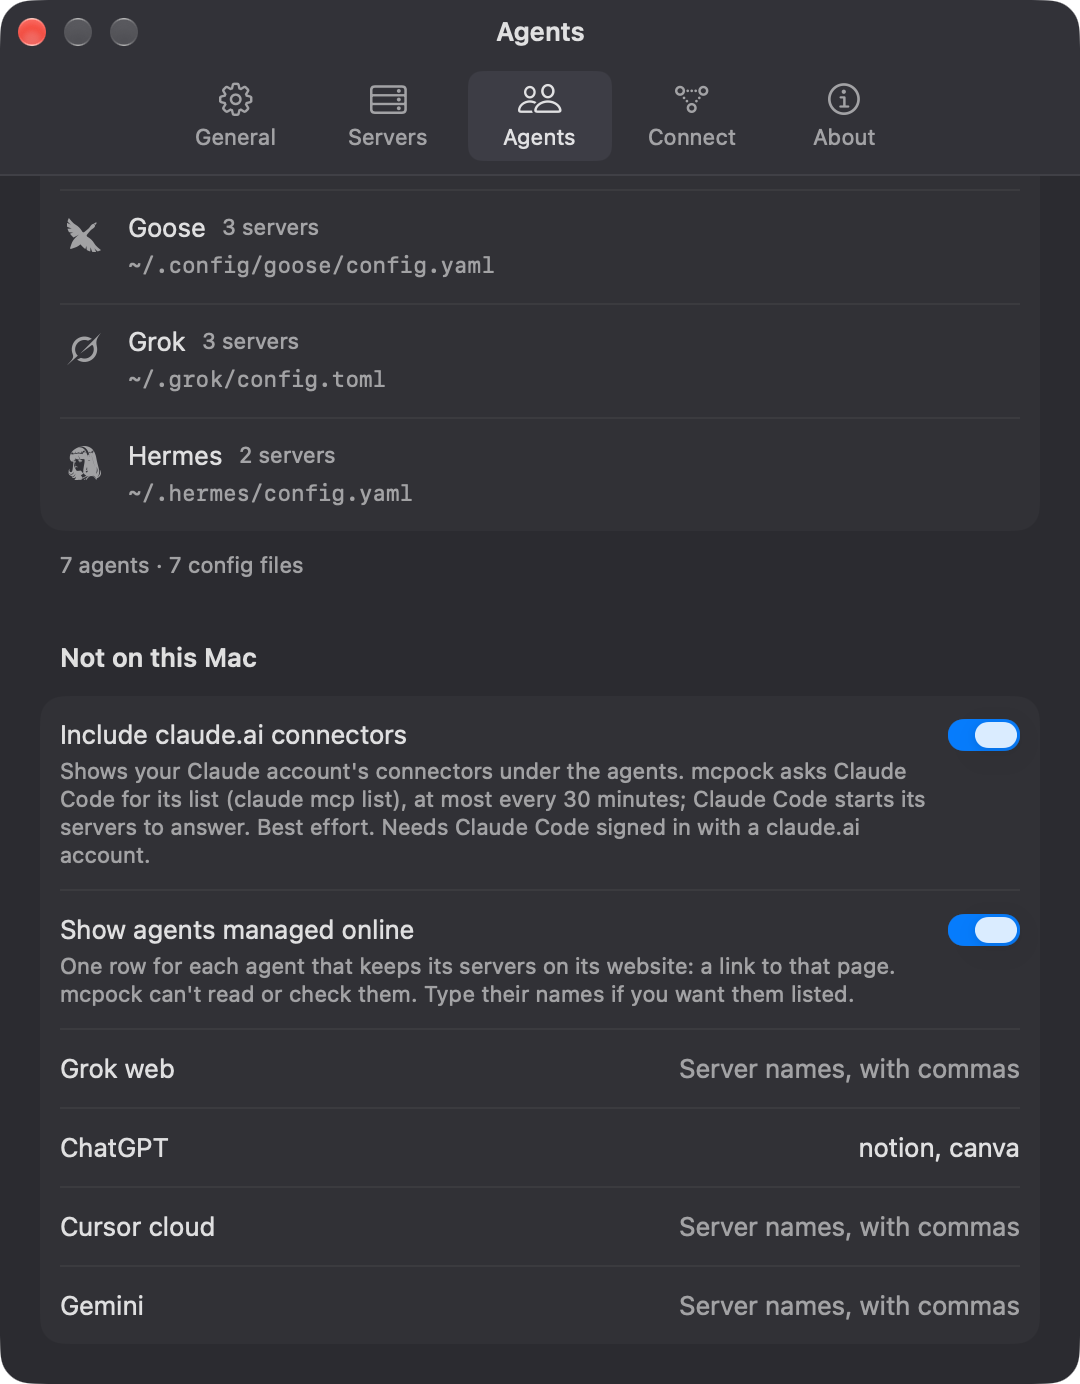 Agents
General
Servers
Agents
Connect
About
Goose 3 servers
~/.config/goose/config.yaml
Grok 3 servers
~/.grok/config.toml
Hermes 2 servers
~/.hermes/config.yaml
7 agents · 7 config files
Not on this Mac
Include claude.ai connectors
Shows your Claude account's connectors under the agents. mcpock asks Claude
Code for its list (claude mcp list), at most every 30 minutes; Claude Code starts its
servers to answer. Best effort. Needs Claude Code signed in with a claude.ai
account.
Show agents managed online
One row for each agent that keeps its servers on its website: a link to that page.
mcpock can't read or check them. Type their names if you want them listed.
Grok web Server names, with commas
ChatGPT notion, canva
Cursor cloud Server names, with commas
Gemini Server names, with commas